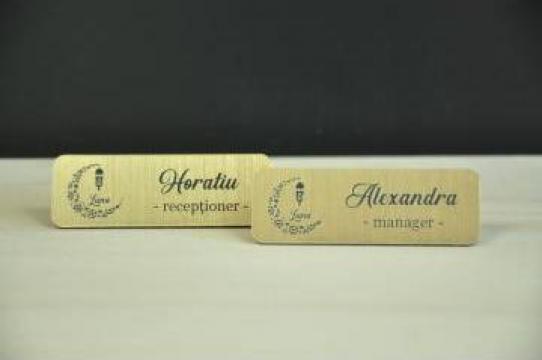 Horatiu
- recepționer -
Luna
Alexandra
- manager -
Luna